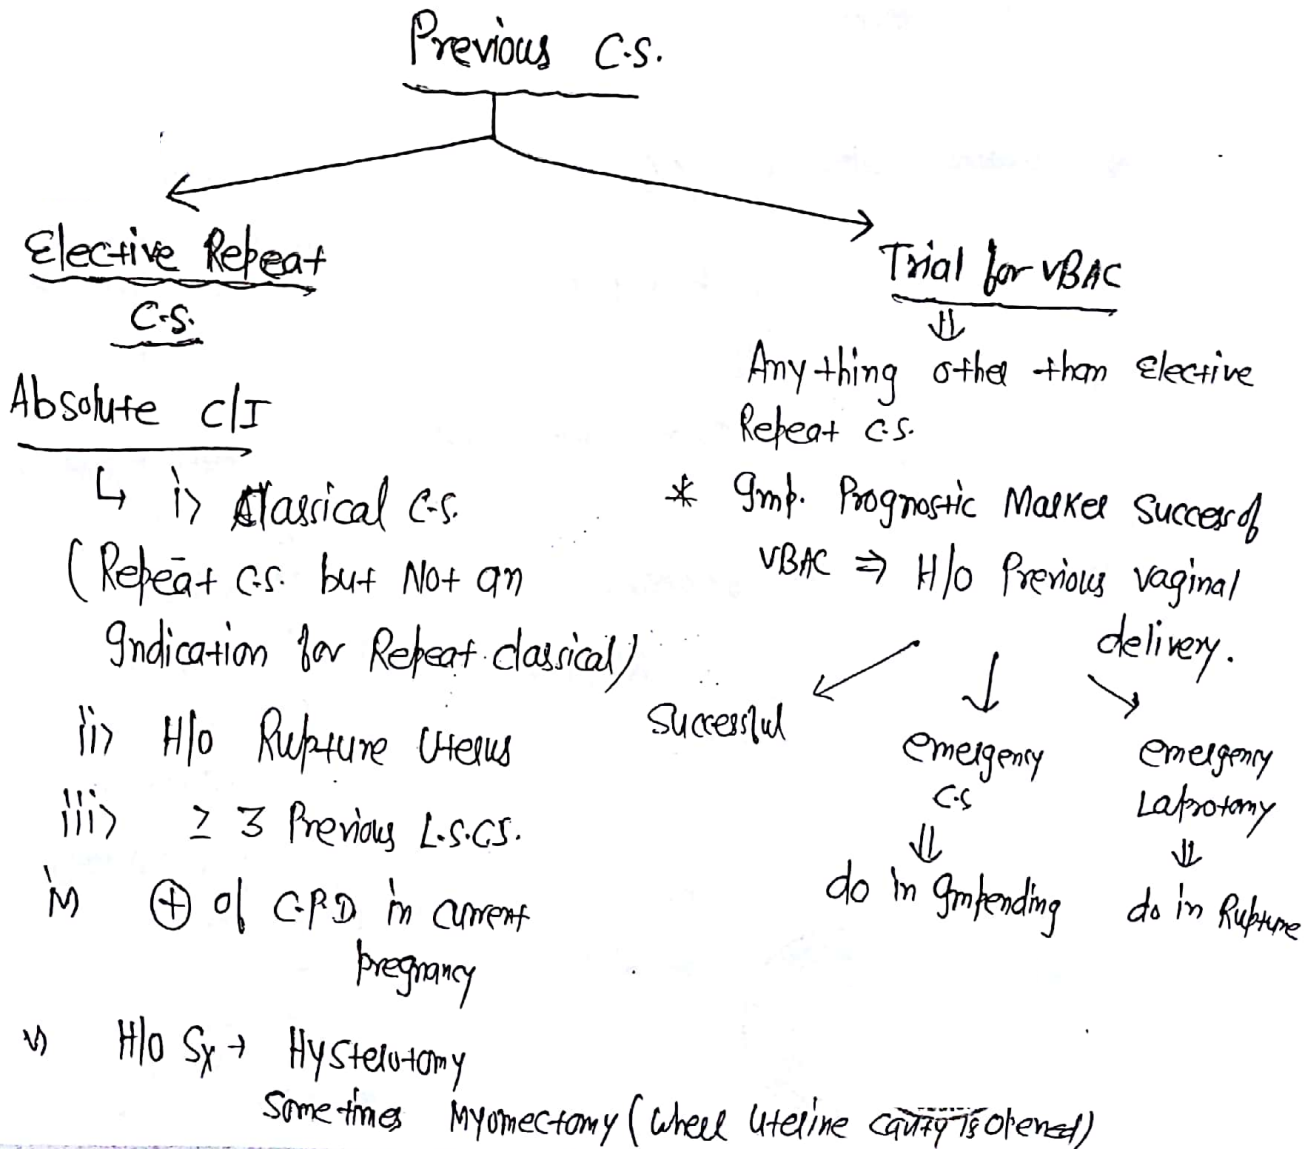 Previous C.S.
Elective Repeat
C.S.
Absolute C/I
↳ i> Classical C.S.
(Repeat C.S. but Not an
Indication for Repeat classical)
ii> H/o Rupture Uterus
iii> ≥ 3 Previous L.S.CS.
iv) ⊕ of C.P.D in current
pregnancy
v) H/o Sx → Hysterotomy
Sometimes Myomectomy (where Uterine cavity is opened)
Trial for VBAC
⇓
Anything other than Elective
Repeat C.S.
* Imp. Prognostic Marker Success of
VBAC ⇒ H/o Previous vaginal
delivery.
Successful
emergency
C.S
⇓
do in Impending
emergency
Laprotomy
⇓
do in Rupture